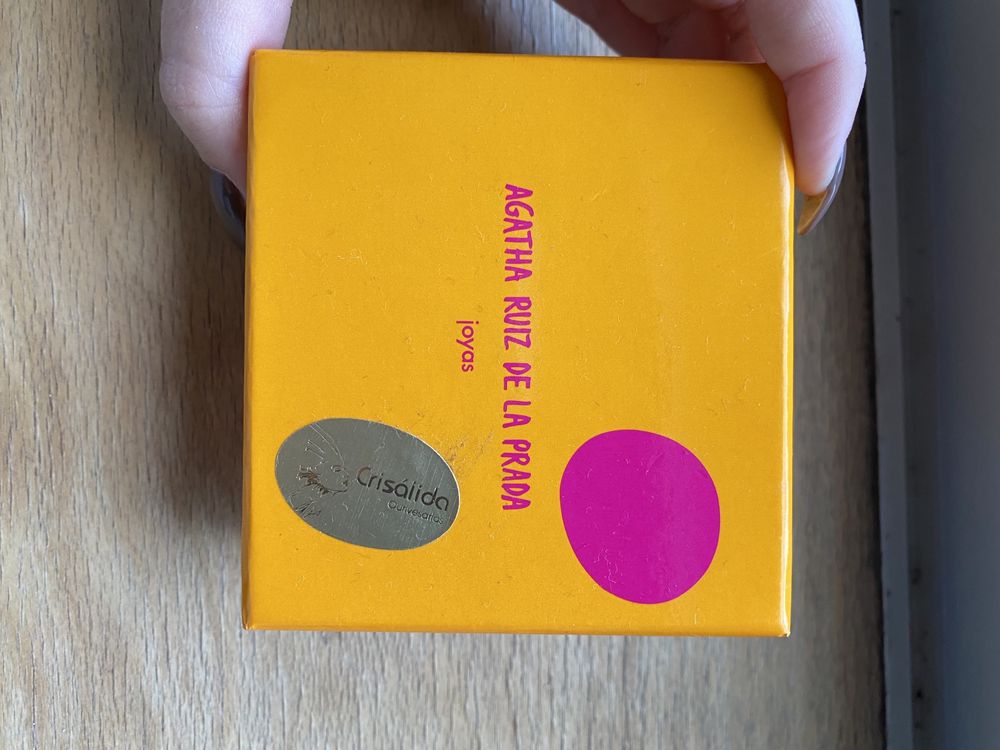 AGATHA RUIZ DE LA PRADA
joyas
Crisálida
Ourivesarias